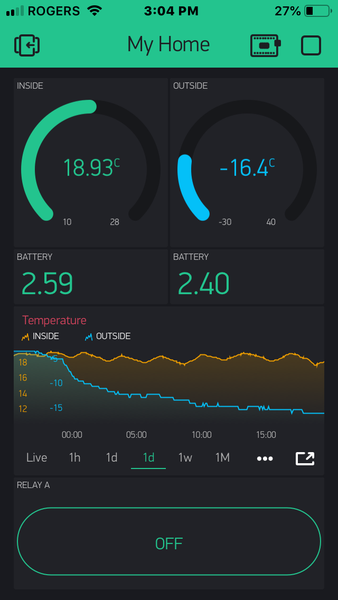 ROGERS 3:04 PM 27%
My Home
INSIDE OUTSIDE
18.93C -16.4C
10 28 -30 40
BATTERY BATTERY
2.59 2.40
Temperature
INSIDE OUTSIDE
18
16 -10
14
12 -15
00:00 05:00 10:00 15:00
Live 1h 1d 1d 1w 1M •••
RELAY A
OFF